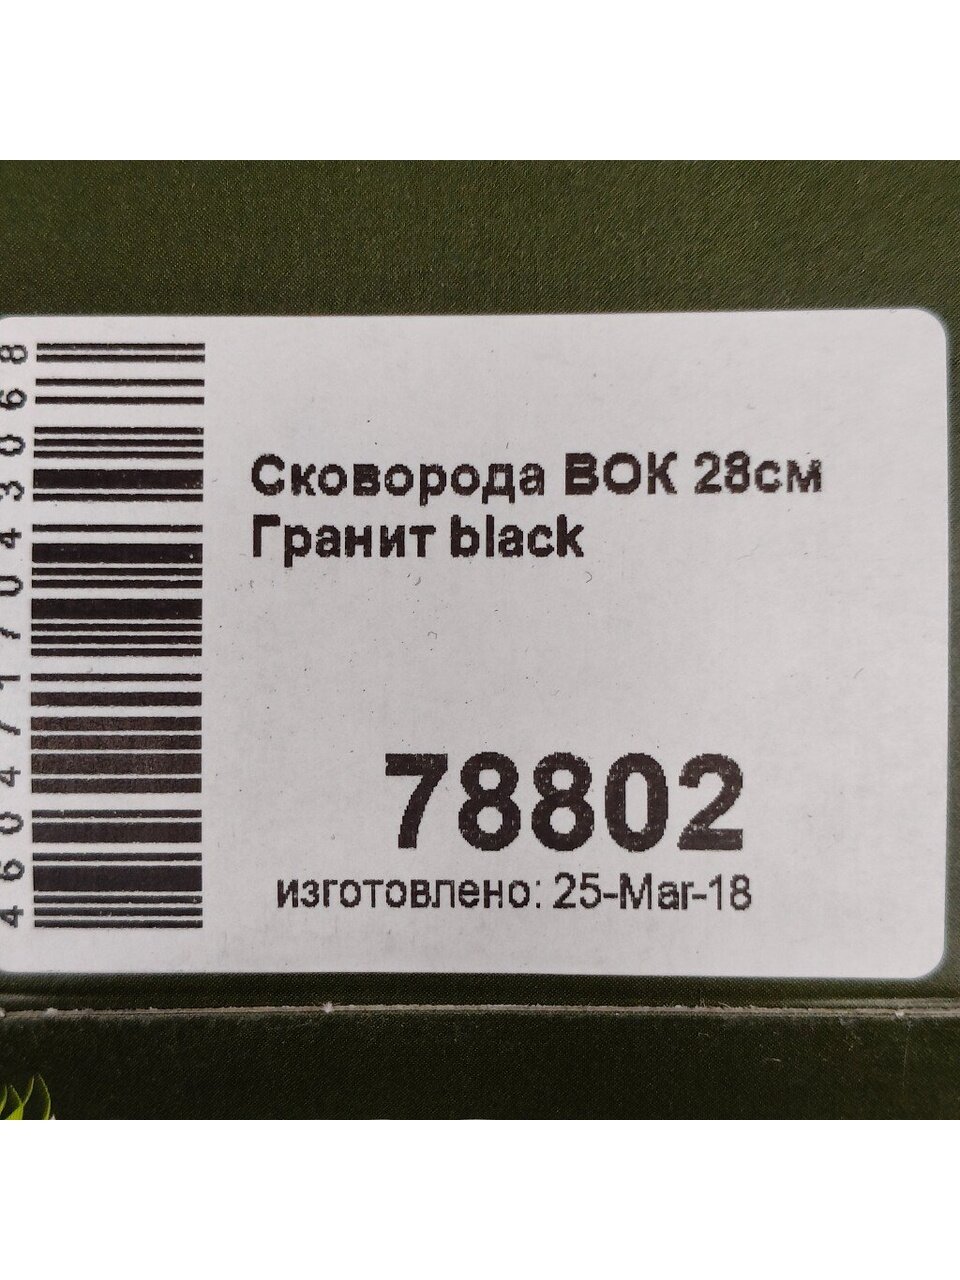 4604717043068
Сковорода ВОК 28см
Гранит black
78802
изготовлено: 25-Mar-18